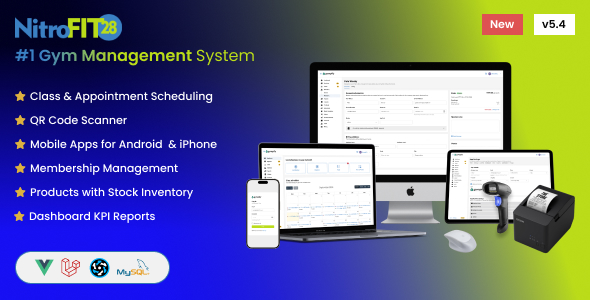 NitroFIT28
New
v5.4
#1 Gym Management System
Class & Appointment Scheduling
QR Code Scanner
Mobile Apps for Android & iPhone
Membership Management
Products with Stock Inventory
Dashboard KPI Reports
MySQL